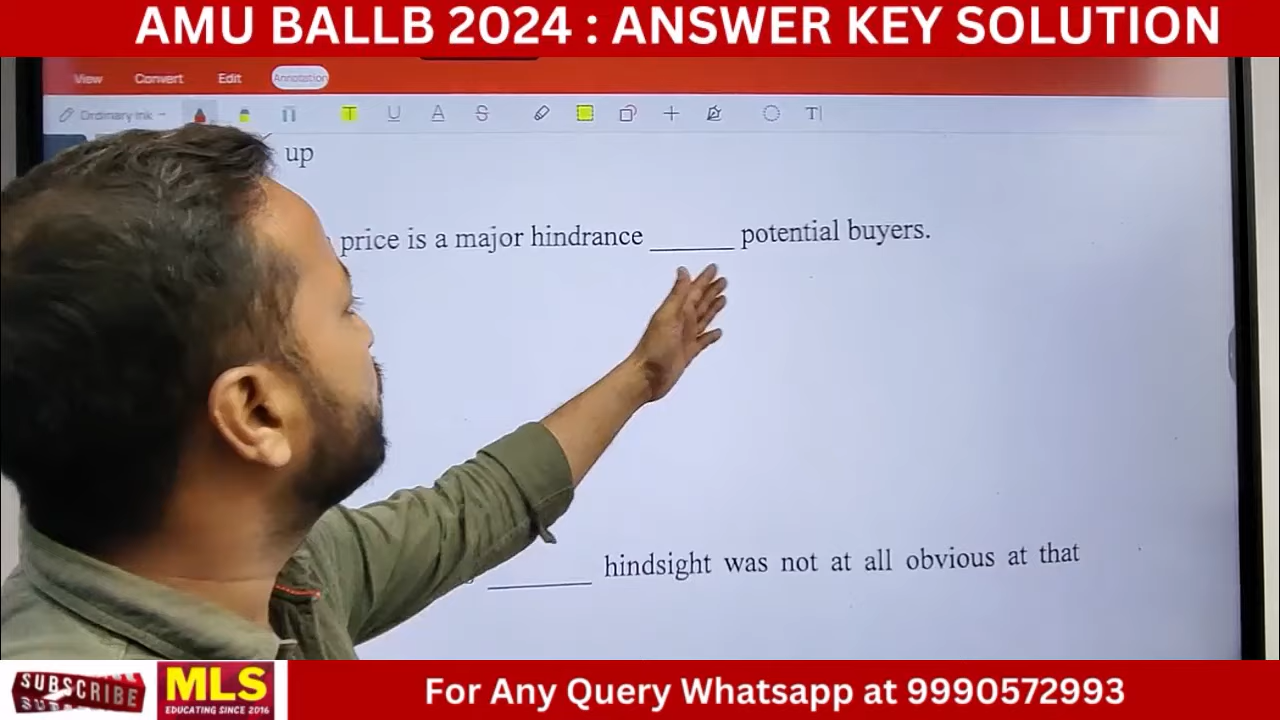 AMU BALLB 2024 : ANSWER KEY SOLUTION
View Convert Edit Annotation
Ordinary Ink T U A S T
up
price is a major hindrance ______ potential buyers.
______ hindsight was not at all obvious at that
SUBSCRIBE
MLS
EDUCATING SINCE 2016
For Any Query Whatsapp at 9990572993